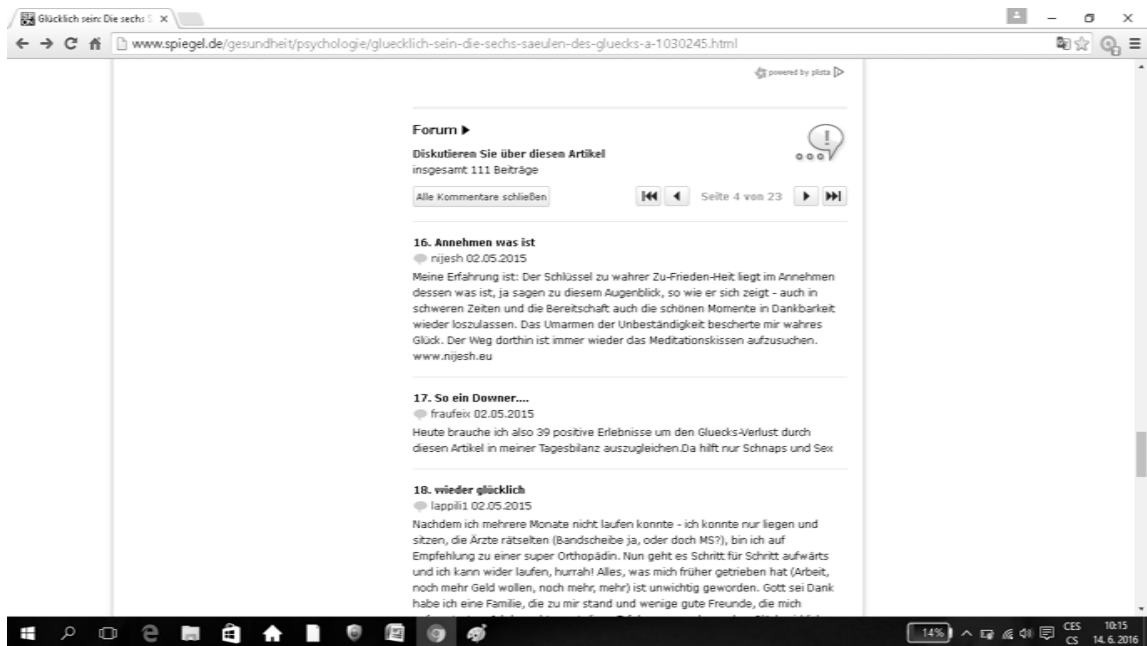 Glücklich sein: Die sechs S
www.spiegel.de/gesundheit/psychologie/gluecklich-sein-die-sechs-saeulen-des-gluecks-a-1030245.html
powered by plista
Forum
Diskutieren Sie über diesen Artikel
insgesamt 111 Beiträge
Alle Kommentare schließen
Seite 4 von 23
16. Annehmen was ist
nijesh 02.05.2015
Meine Erfahrung ist: Der Schlüssel zu wahrer Zu-Frieden-Heit liegt im Annehmen
dessen was ist, ja sagen zu diesem Augenblick, so wie er sich zeigt - auch in
schweren Zeiten und die Bereitschaft auch die schönen Momente in Dankbarkeit
wieder loszulassen. Das Umarmen der Unbeständigkeit bescherte mir wahres
Glück. Der Weg dorthin ist immer wieder das Meditationskissen aufzusuchen.
www.nijesh.eu
17. So ein Downer....
fraufeix 02.05.2015
Heute brauche ich also 39 positive Erlebnisse um den Gluecks-Verlust durch
diesen Artikel in meiner Tagesbilanz auszugleichen.Da hilft nur Schnaps und Sex
18. wieder glücklich
lappili1 02.05.2015
Nachdem ich mehrere Monate nicht laufen konnte - ich konnte nur liegen und
sitzen, die Ärzte rätselten (Bandscheibe ja, oder doch MS?), bin ich auf
Empfehlung zu einer super Orthopädin. Nun geht es Schritt für Schritt aufwärts
und ich kann wider laufen, hurrah! Alles, was mich früher getrieben hat (Arbeit,
noch mehr Geld wollen, noch mehr, mehr) ist unwichtig geworden. Gott sei Dank
habe ich eine Familie, die zu mir stand und wenige gute Freunde, die mich
14%
CES
CS
10:15
14. 6. 2016